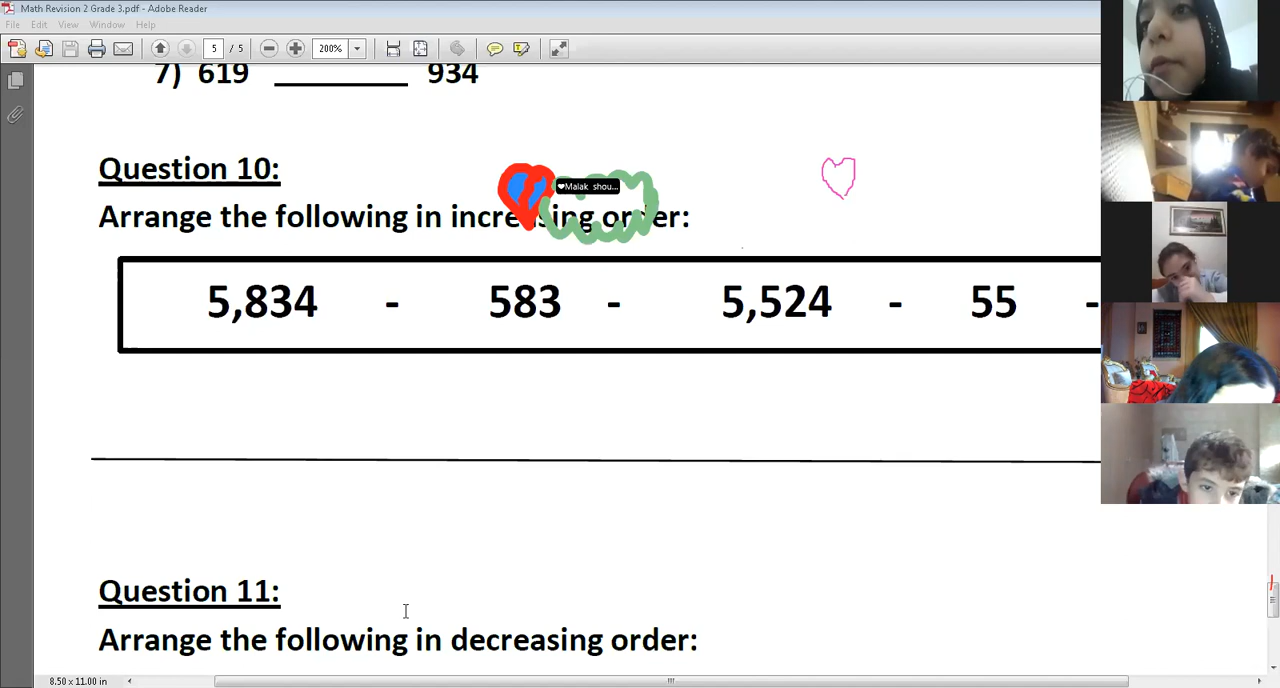 Math Revision 2 Grade 3.pdf - Adobe Reader
File Edit View Window Help
5 / 5 200%
7) 619 __________ 934
Question 10:
❤Malak shou...
Arrange the following in increasing order:
5,834 - 583 - 5,524 - 55 -
Question 11:
Arrange the following in decreasing order:
8.50 x 11.00 in